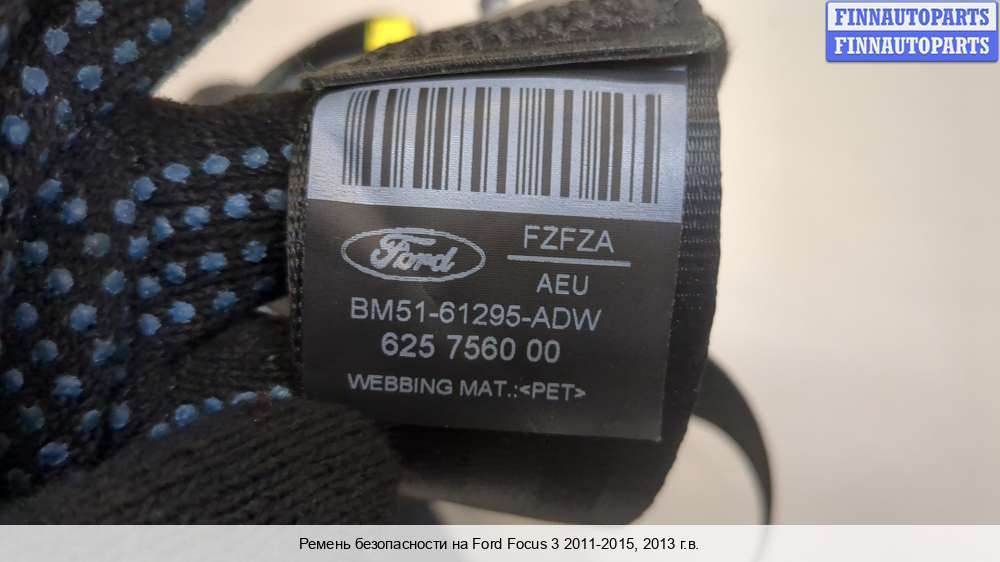 FINNAUTOPARTS
FINNAUTOPARTS
Ford
FZFZA
AEU
BM51-61295-ADW
625 7560 00
WEBBING MAT.:<PET>
Ремень безопасности на Ford Focus 3 2011-2015, 2013 г.в.